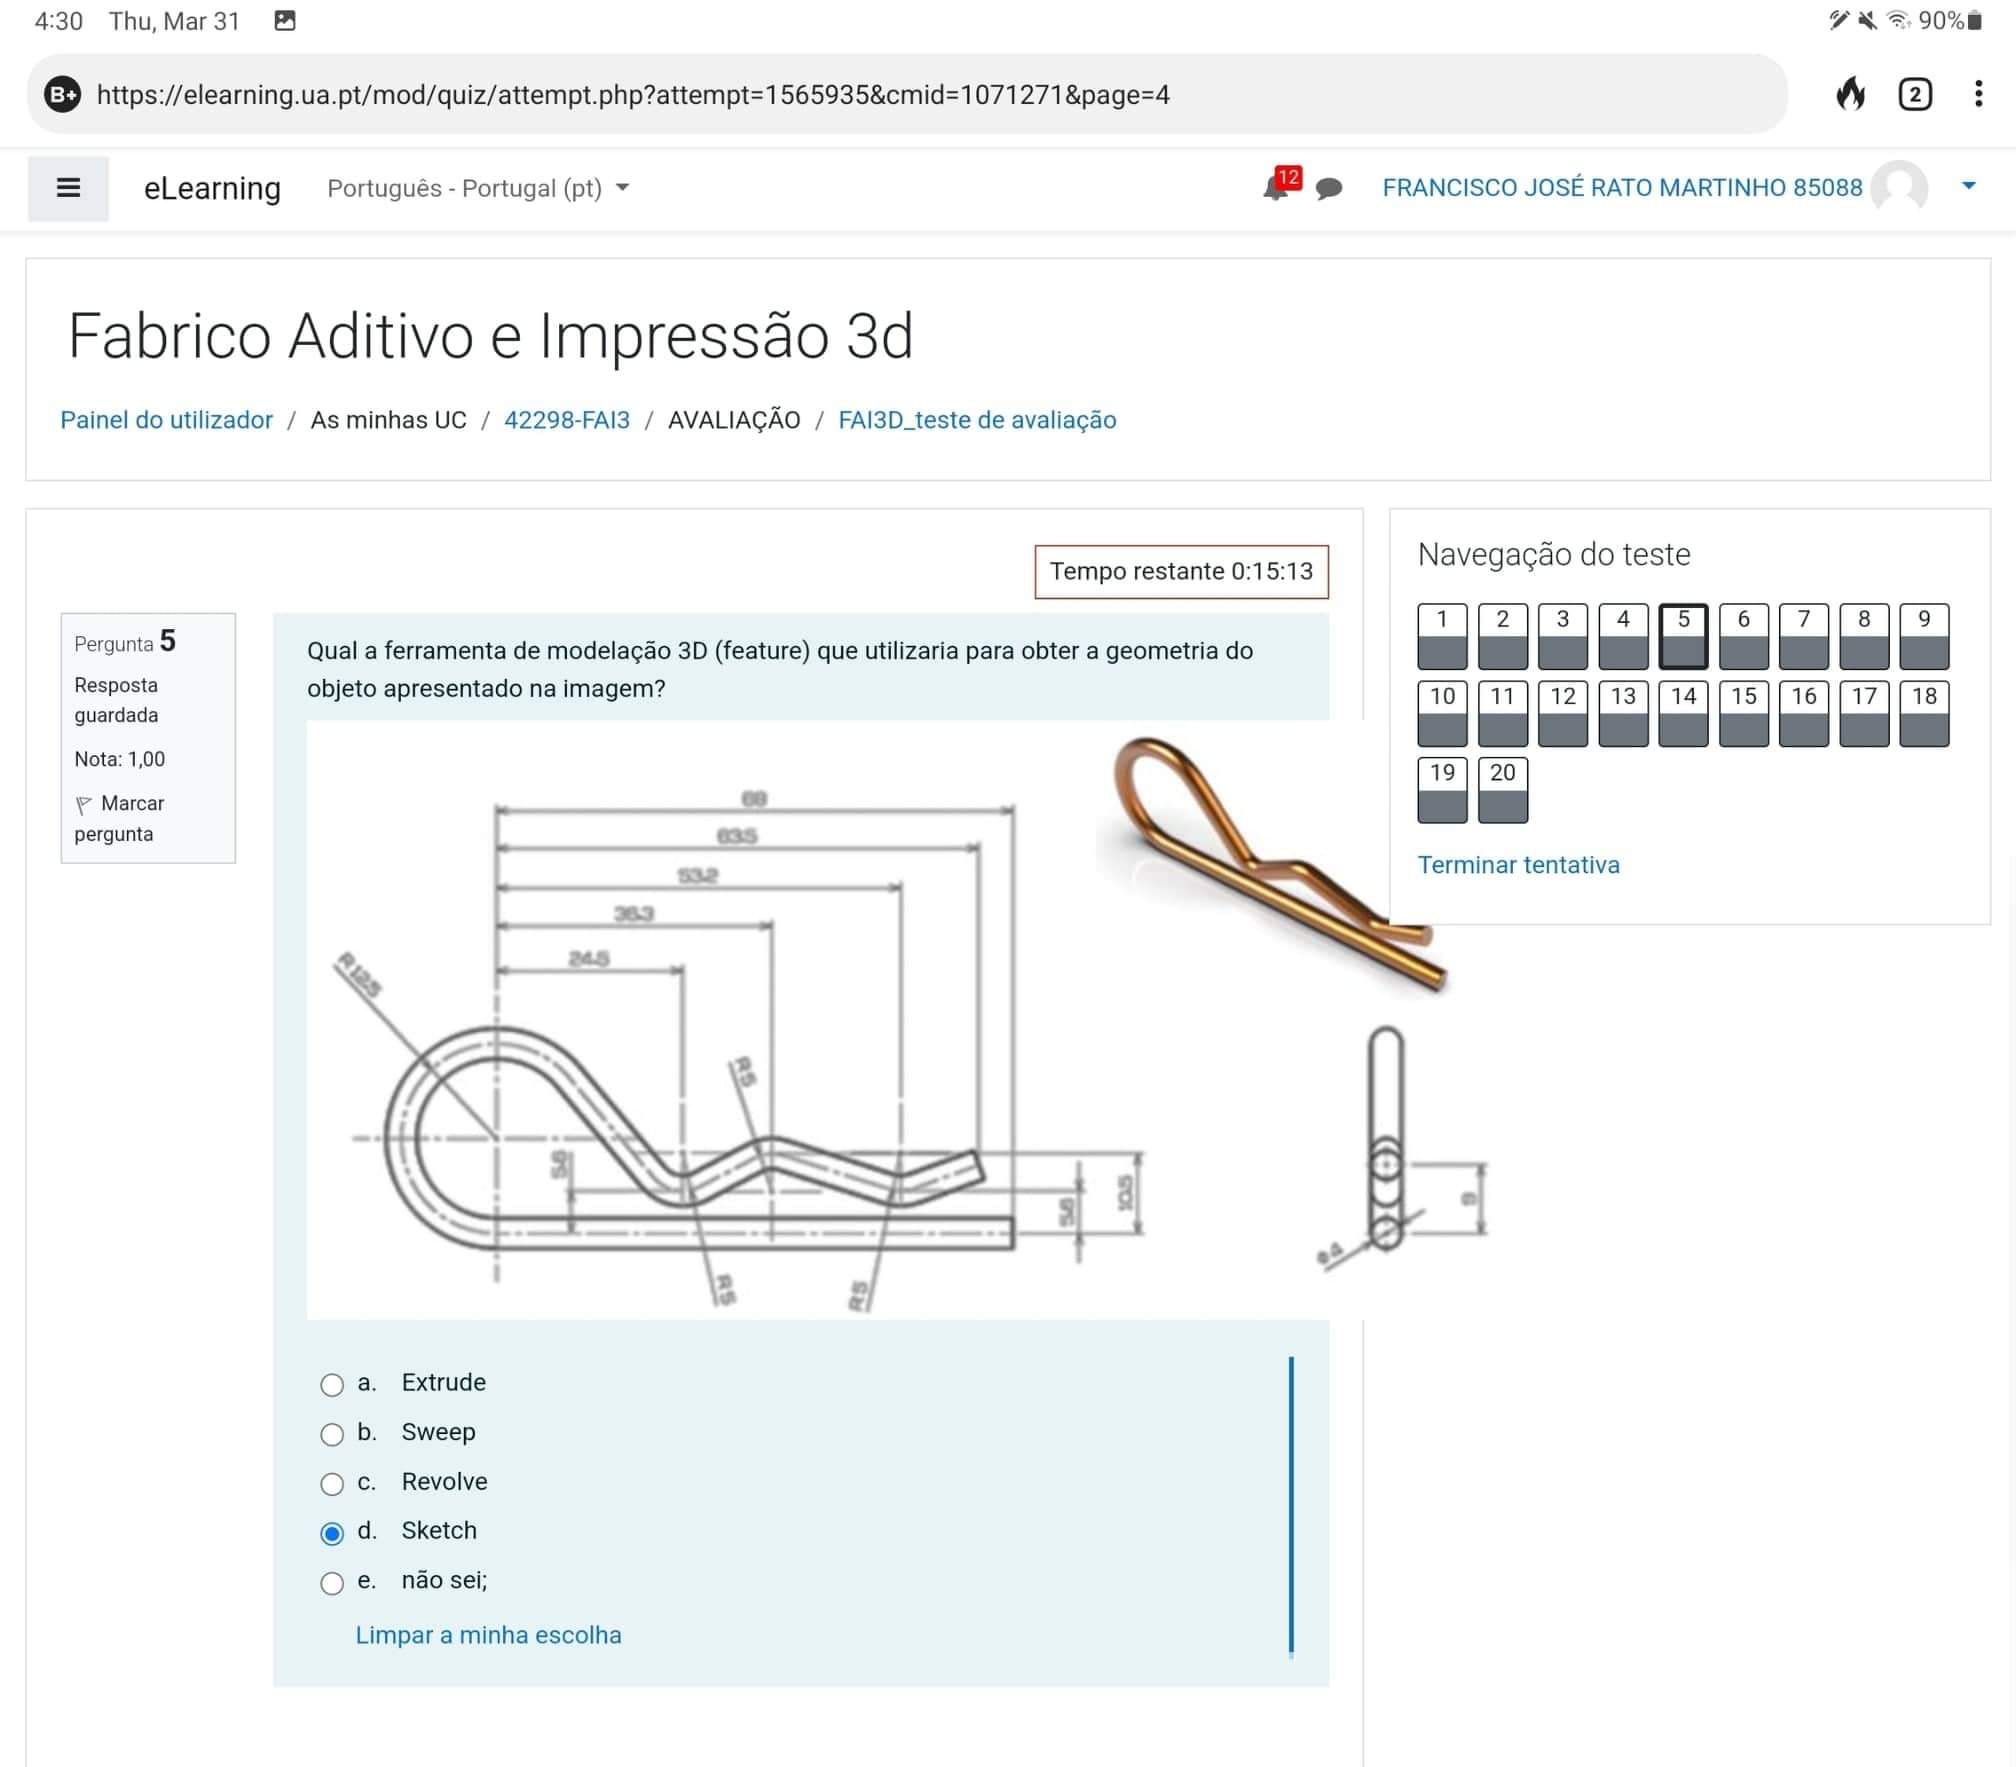 4:30 Thu, Mar 31
90%
B+ https://elearning.ua.pt/mod/quiz/attempt.php?attempt=1565935&cmid=1071271&page=4
2
eLearning Português - Portugal (pt)
12
FRANCISCO JOSÉ RATO MARTINHO 85088
Fabrico Aditivo e Impressão 3d
Painel do utilizador / As minhas UC / 42298-FAI3 / AVALIAÇÃO / FAI3D_teste de avaliação
Tempo restante 0:15:13
Pergunta 5
Resposta
guardada
Nota: 1,00
Marcar
pergunta
Qual a ferramenta de modelação 3D (feature) que utilizaria para obter a geometria do
objeto apresentado na imagem?
68
63.5
53.2
36.3
24.5
R12.5
R5
5.6
5.6
10.5
9
ø4
R5
R5
a. Extrude
b. Sweep
c. Revolve
d. Sketch
e. não sei;
Limpar a minha escolha
Navegação do teste
1 2 3 4 5 6 7 8 9
10 11 12 13 14 15 16 17 18
19 20
Terminar tentativa